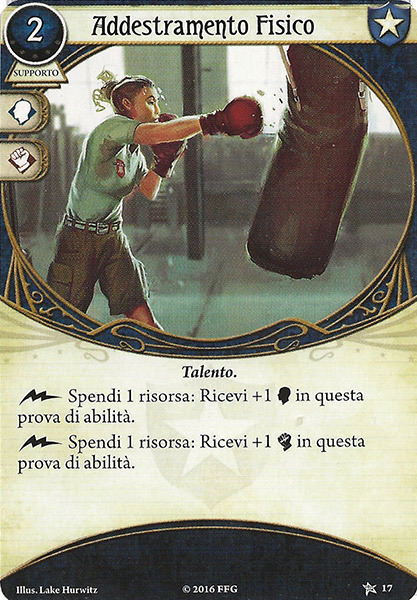 2
Addestramento Fisico
SUPPORTO
Talento.
Spendi 1 risorsa: Ricevi +1 in questa
prova di abilità.
Spendi 1 risorsa: Ricevi +1 in questa
prova di abilità.
Illus. Lake Hurwitz
© 2016 FFG
17